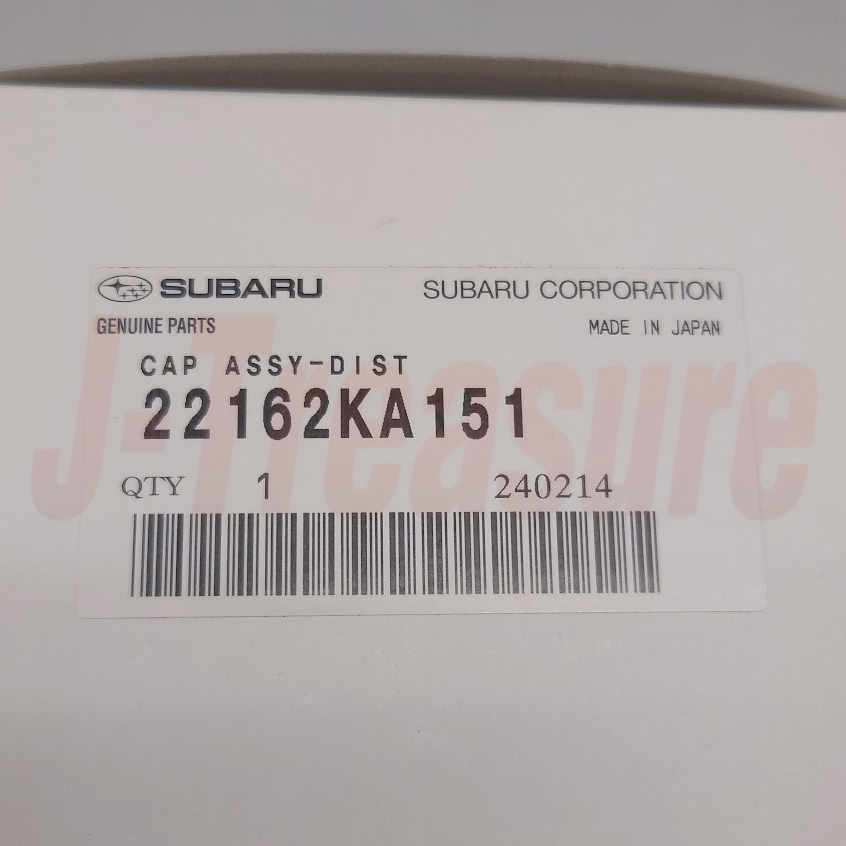 SUBARU SUBARU CORPORATION
GENUINE PARTS MADE IN JAPAN
CAP ASSY-DIST
22162KA151
QTY 1 240214
J-Treasure